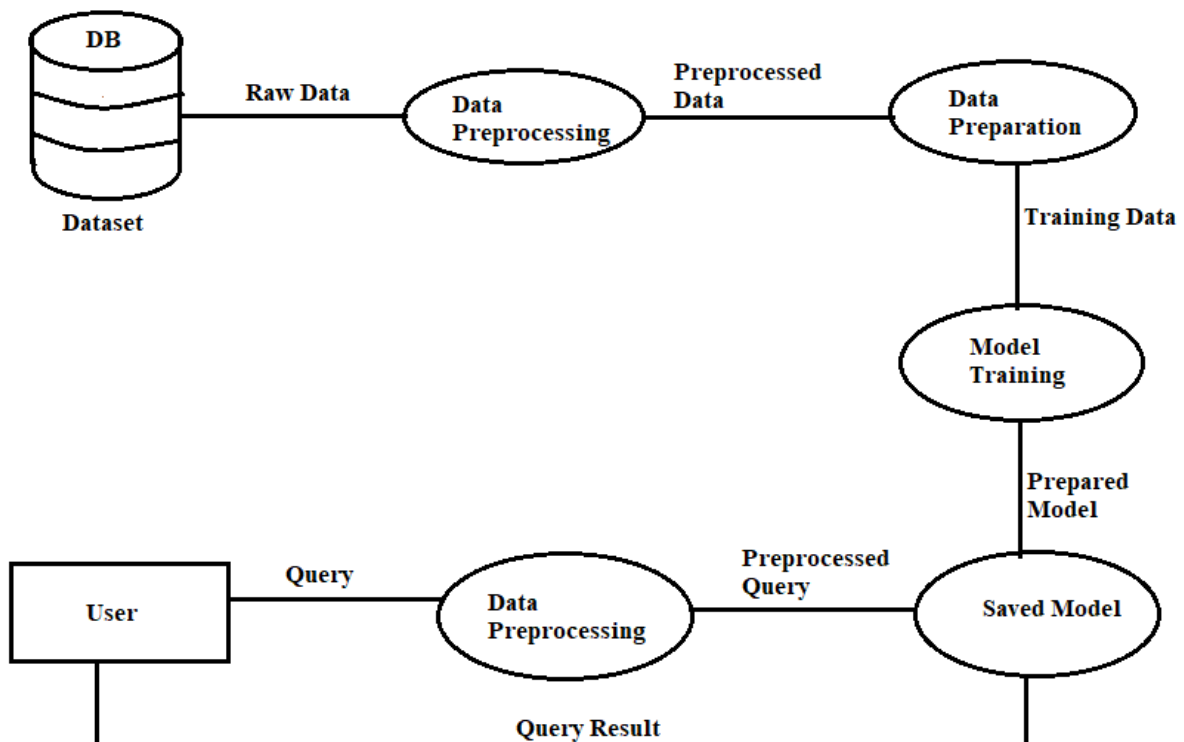 DB
Dataset
Raw Data
Data
Preprocessing
Preprocessed
Data
Data
Preparation
Training Data
Model
Training
Prepared
Model
User
Query
Data
Preprocessing
Preprocessed
Query
Saved Model
Query Result